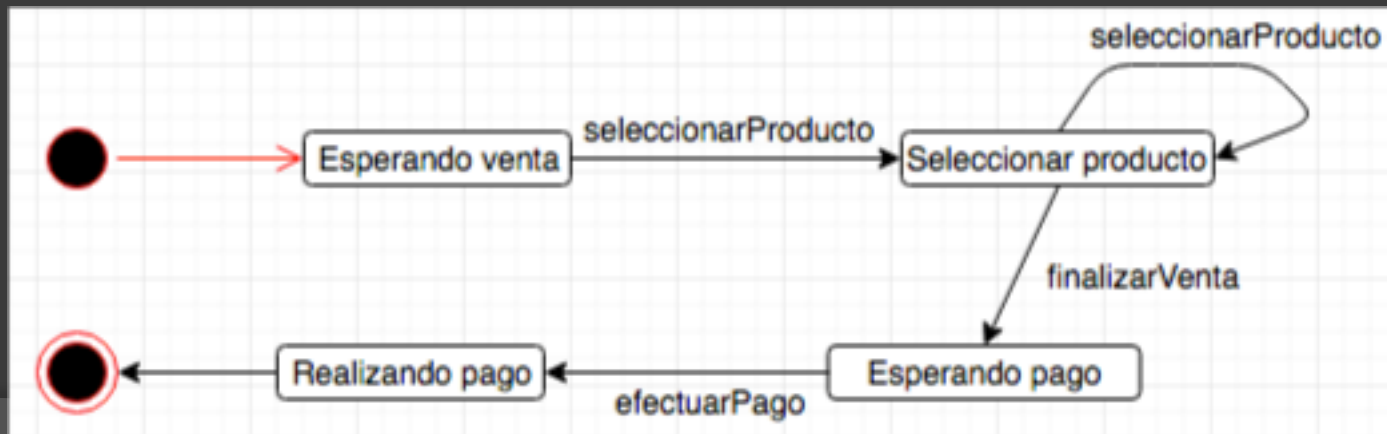 seleccionarProducto
seleccionarProducto
Esperando venta
Seleccionar producto
finalizarVenta
Realizando pago
Esperando pago
efectuarPago